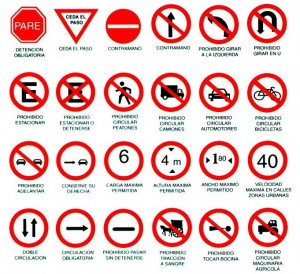 PARE
CEDA EL
PASO
DETENCION
OBLIGATORIA
CEDA EL PASO
CONTRAMANO
CONTRAMANO
PROHIBIDO GIRAR
A LA IZQUIERDA
PROHIBIDO
GIRAR EN U
E
E
PROHIBIDO
ESTACIONAR
PROHIBIDO
ESTACIONAR O
DETENERSE
PROHIBIDO
CIRCULAR
PEATONES
PROHIBIDO
CIRCULAR
CAMIONES
PROHIBIDO
CIRCULAR
AUTOMOTORES
PROHIBIDO
CIRCULAR
BICICLETAS
6
4 m
1,80
40
PROHIBIDO
ADELANTAR
CONSERVE SU
DERECHA
CARGA MAXIMA
PERMITIDA
ALTURA MAXIMA
PERMITIDA
ANCHO MAXIMO
PERMITIDO
VELOCIDAD
MAXIMA EN CALLES
ZONAS URBANAS
DOBLE
CIRCULACION
CIRCULACION
OBLIGATORIA
PROHIBIDO PASAR
SIN DETENERSE
PROHIBIDO
TRACCIÓN
A SANGRE
PROHIBIDO
TOCAR BOCINA
PROHIBIDO
CIRCULAR
MAQUINARIA
AGRICOLA